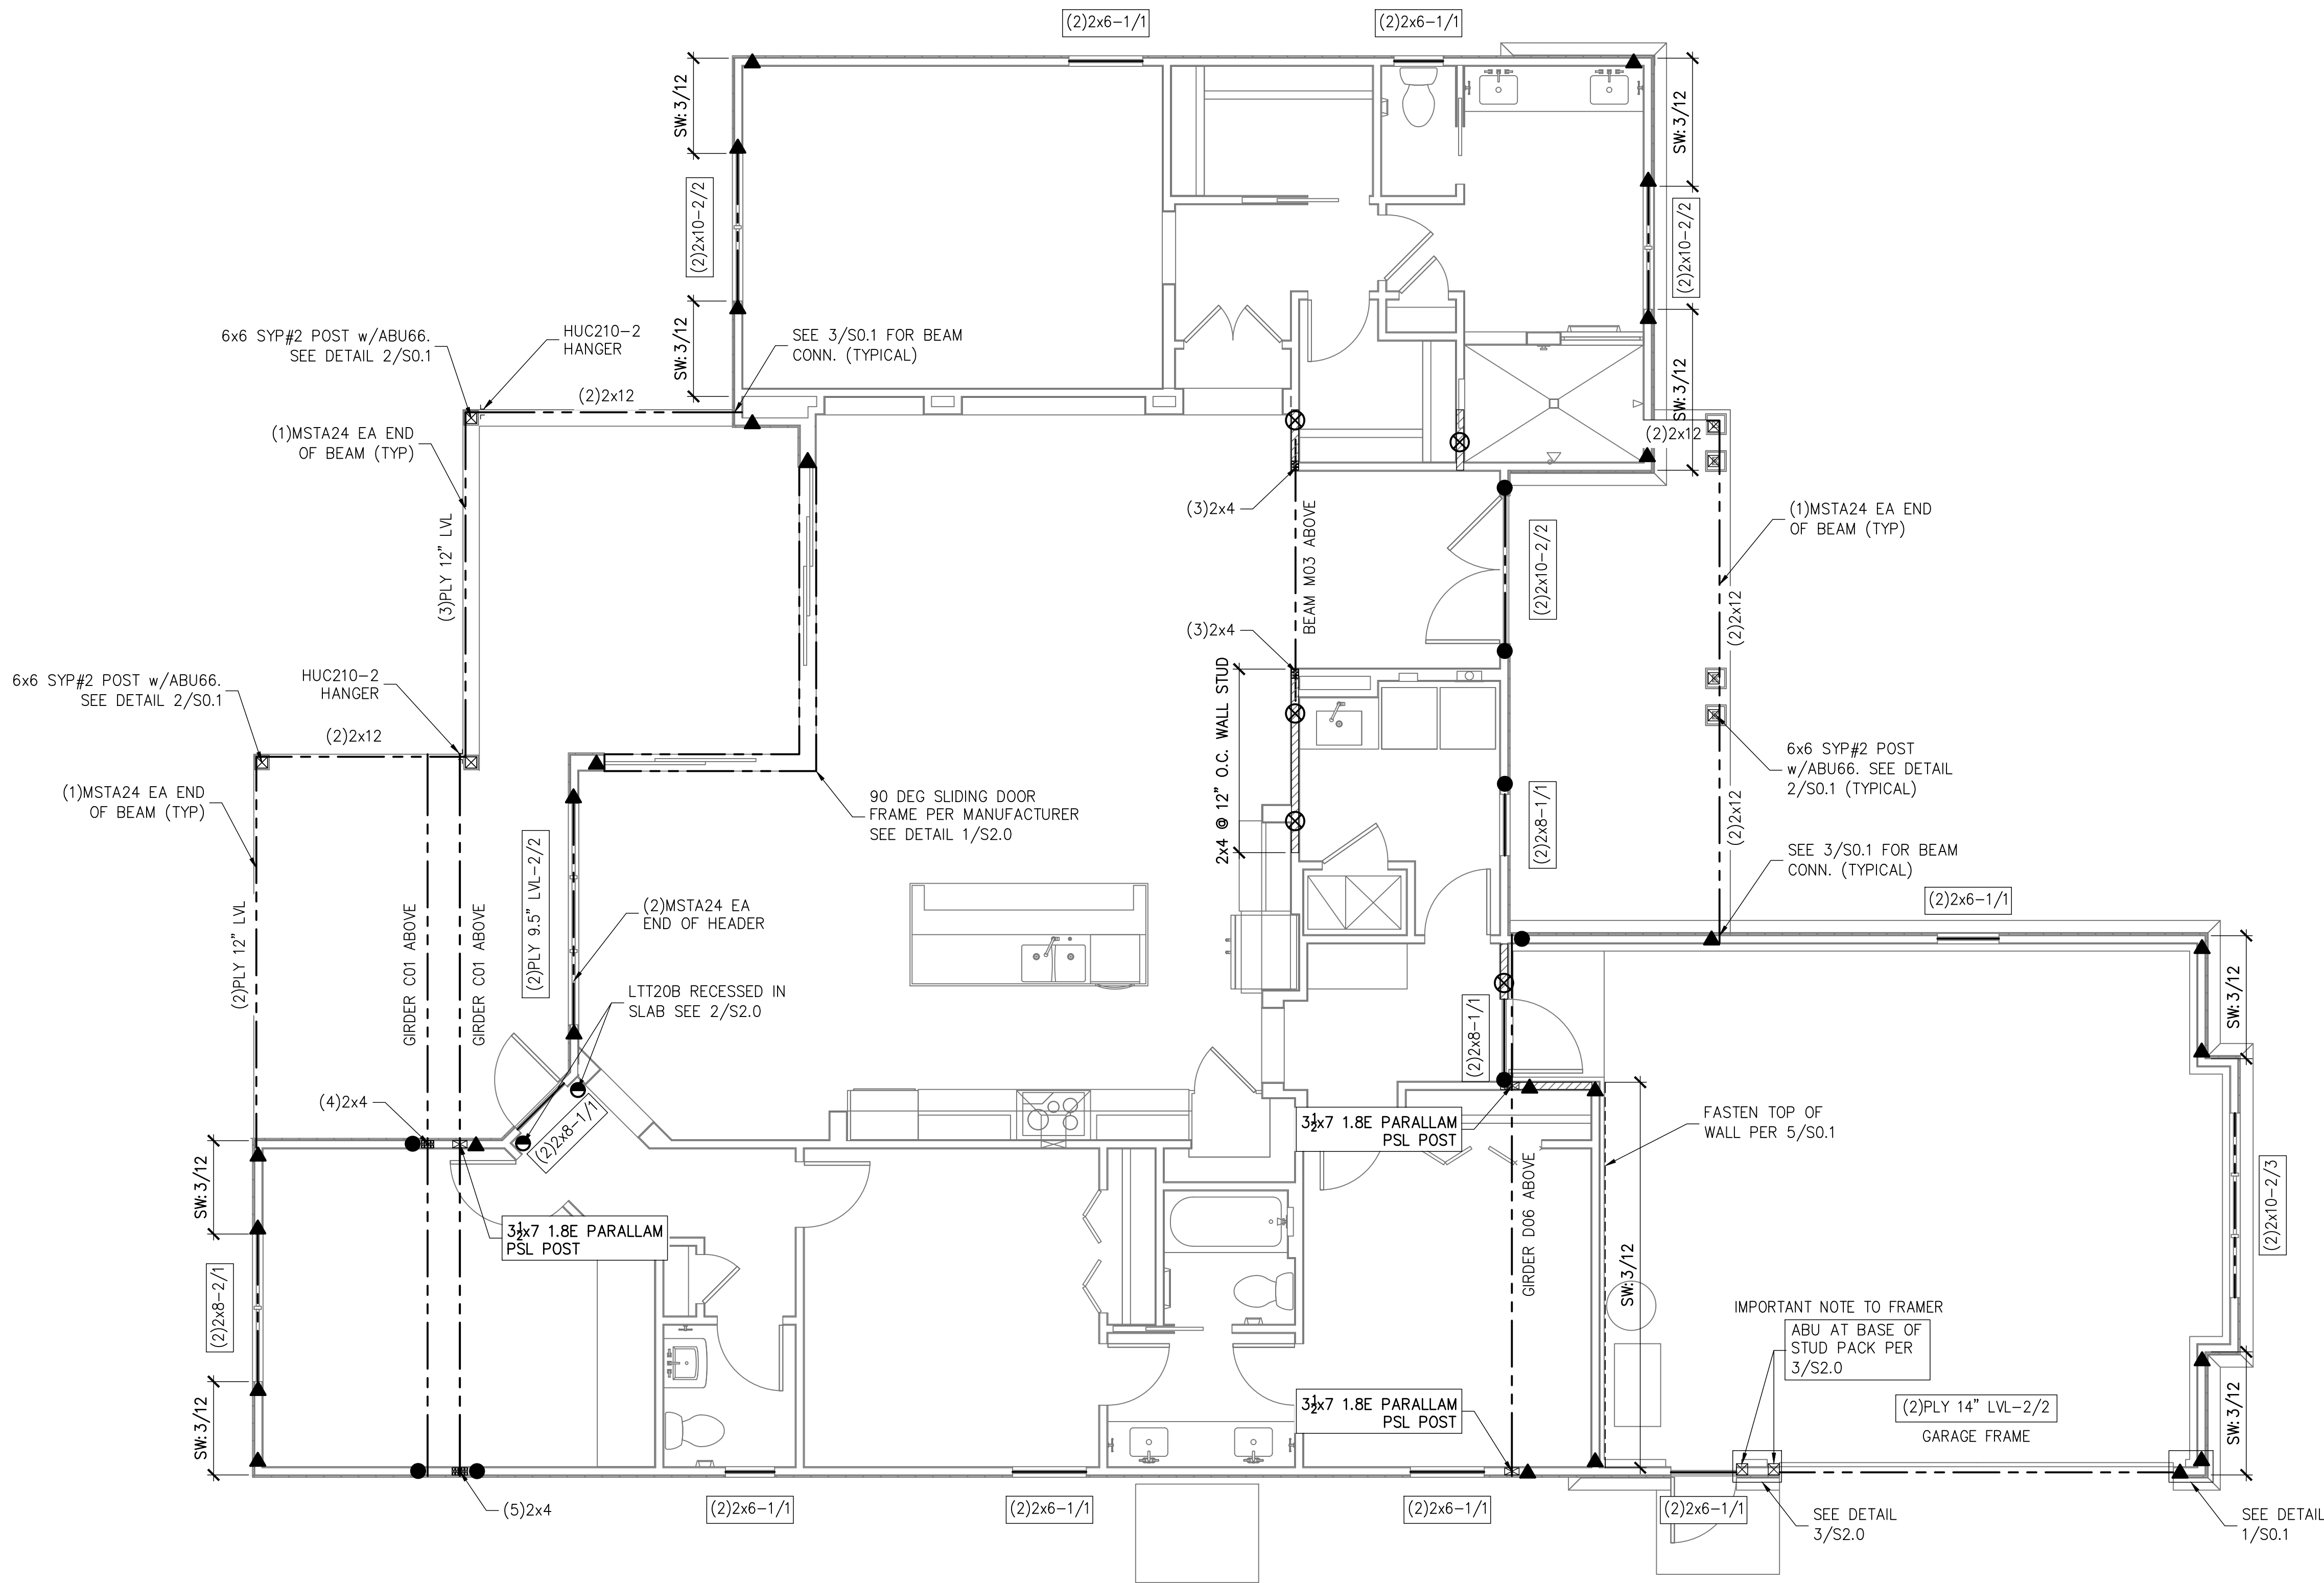 (2)2x6-1/1
(2)2x6-1/1
SW: 3/12
SW: 3/12
(2)2x10-2/2
(2)2x10-2/2
SW: 3/12
SW: 3/12
6x6 SYP#2 POST w/ABU66.
SEE DETAIL 2/S0.1
HUC210-2
HANGER
SEE 3/S0.1 FOR BEAM
CONN. (TYPICAL)
(2)2x12
(1)MSTA24 EA END
OF BEAM (TYP)
(3)PLY 12" LVL
(2)2x12
(3)2x4
BEAM M03 ABOVE
(2)2x10-2/2
(1)MSTA24 EA END
OF BEAM (TYP)
(2)2x12
(3)2x4
2x4 @ 12" O.C. WALL STUD
6x6 SYP#2 POST w/ABU66.
SEE DETAIL 2/S0.1
HUC210-2
HANGER
(2)2x12
(1)MSTA24 EA END
OF BEAM (TYP)
(2)PLY 12" LVL
GIRDER C01 ABOVE
GIRDER C01 ABOVE
(2)PLY 9.5" LVL-2/2
90 DEG SLIDING DOOR
FRAME PER MANUFACTURER
SEE DETAIL 1/S2.0
(2)MSTA24 EA
END OF HEADER
LTT20B RECESSED IN
SLAB SEE 2/S2.0
(2)2x8-1/1
6x6 SYP#2 POST
w/ABU66. SEE DETAIL
2/S0.1 (TYPICAL)
(2)2x12
SEE 3/S0.1 FOR BEAM
CONN. (TYPICAL)
(2)2x6-1/1
SW: 3/12
(2)2x8-1/1
(4)2x4
(2)2x8-1/1
3½x7 1.8E PARALLAM
PSL POST
FASTEN TOP OF
WALL PER 5/S0.1
SW: 3/12
3½x7 1.8E PARALLAM
PSL POST
GIRDER D06 ABOVE
SW: 3/12
(2)2x10-2/3
(2)2x8-2/1
IMPORTANT NOTE TO FRAMER
ABU AT BASE OF
STUD PACK PER
3/S2.0
SW: 3/12
3½x7 1.8E PARALLAM
PSL POST
(2)PLY 14" LVL-2/2
GARAGE FRAME
SW: 3/12
(5)2x4
(2)2x6-1/1
(2)2x6-1/1
(2)2x6-1/1
(2)2x6-1/1
SEE DETAIL
3/S2.0
SEE DETAIL
1/S0.1